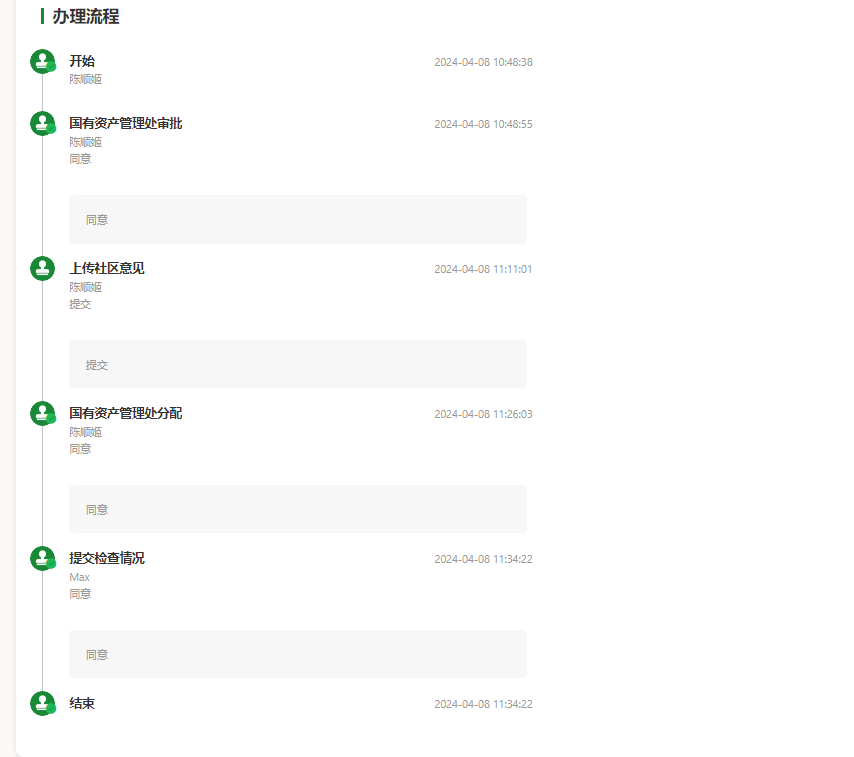 办理流程
开始 2024-04-08 10:48:38
陈顺姬
国有资产管理处审批 2024-04-08 10:48:55
陈顺姬
同意
同意
上传社区意见 2024-04-08 11:11:01
陈顺姬
提交
提交
国有资产管理处分配 2024-04-08 11:26:03
陈顺姬
同意
同意
提交检查情况 2024-04-08 11:34:22
Max
同意
同意
结束 2024-04-08 11:34:22